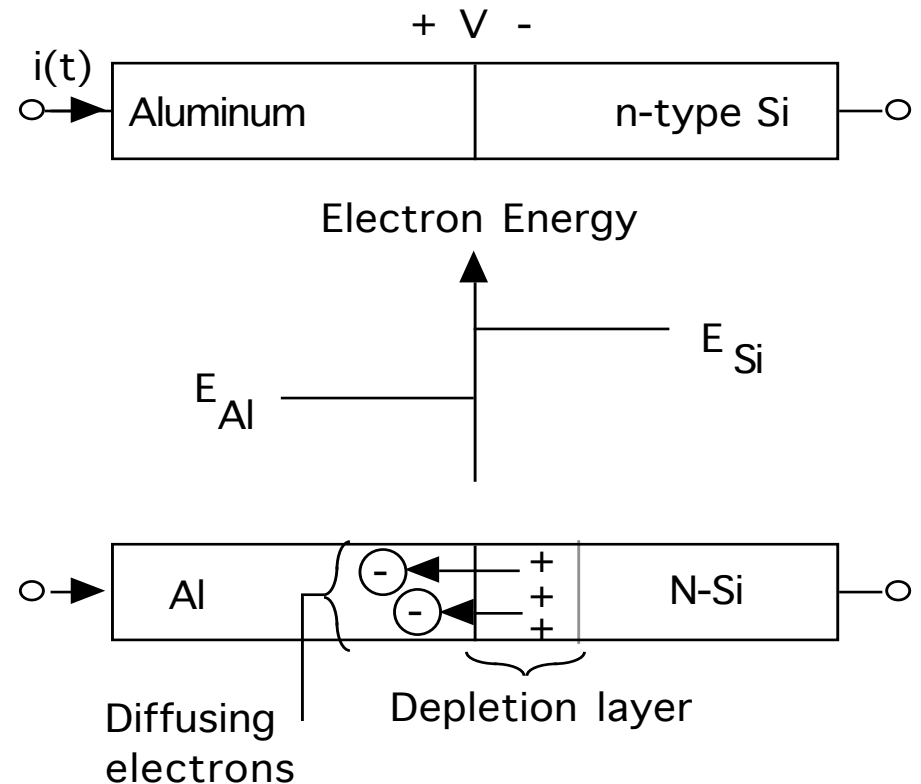 + V -
i(t)
Aluminum
n-type Si
Electron Energy
E Si
E Al
Al
- +
- +
+
N-Si
Diffusing
electrons
Depletion layer